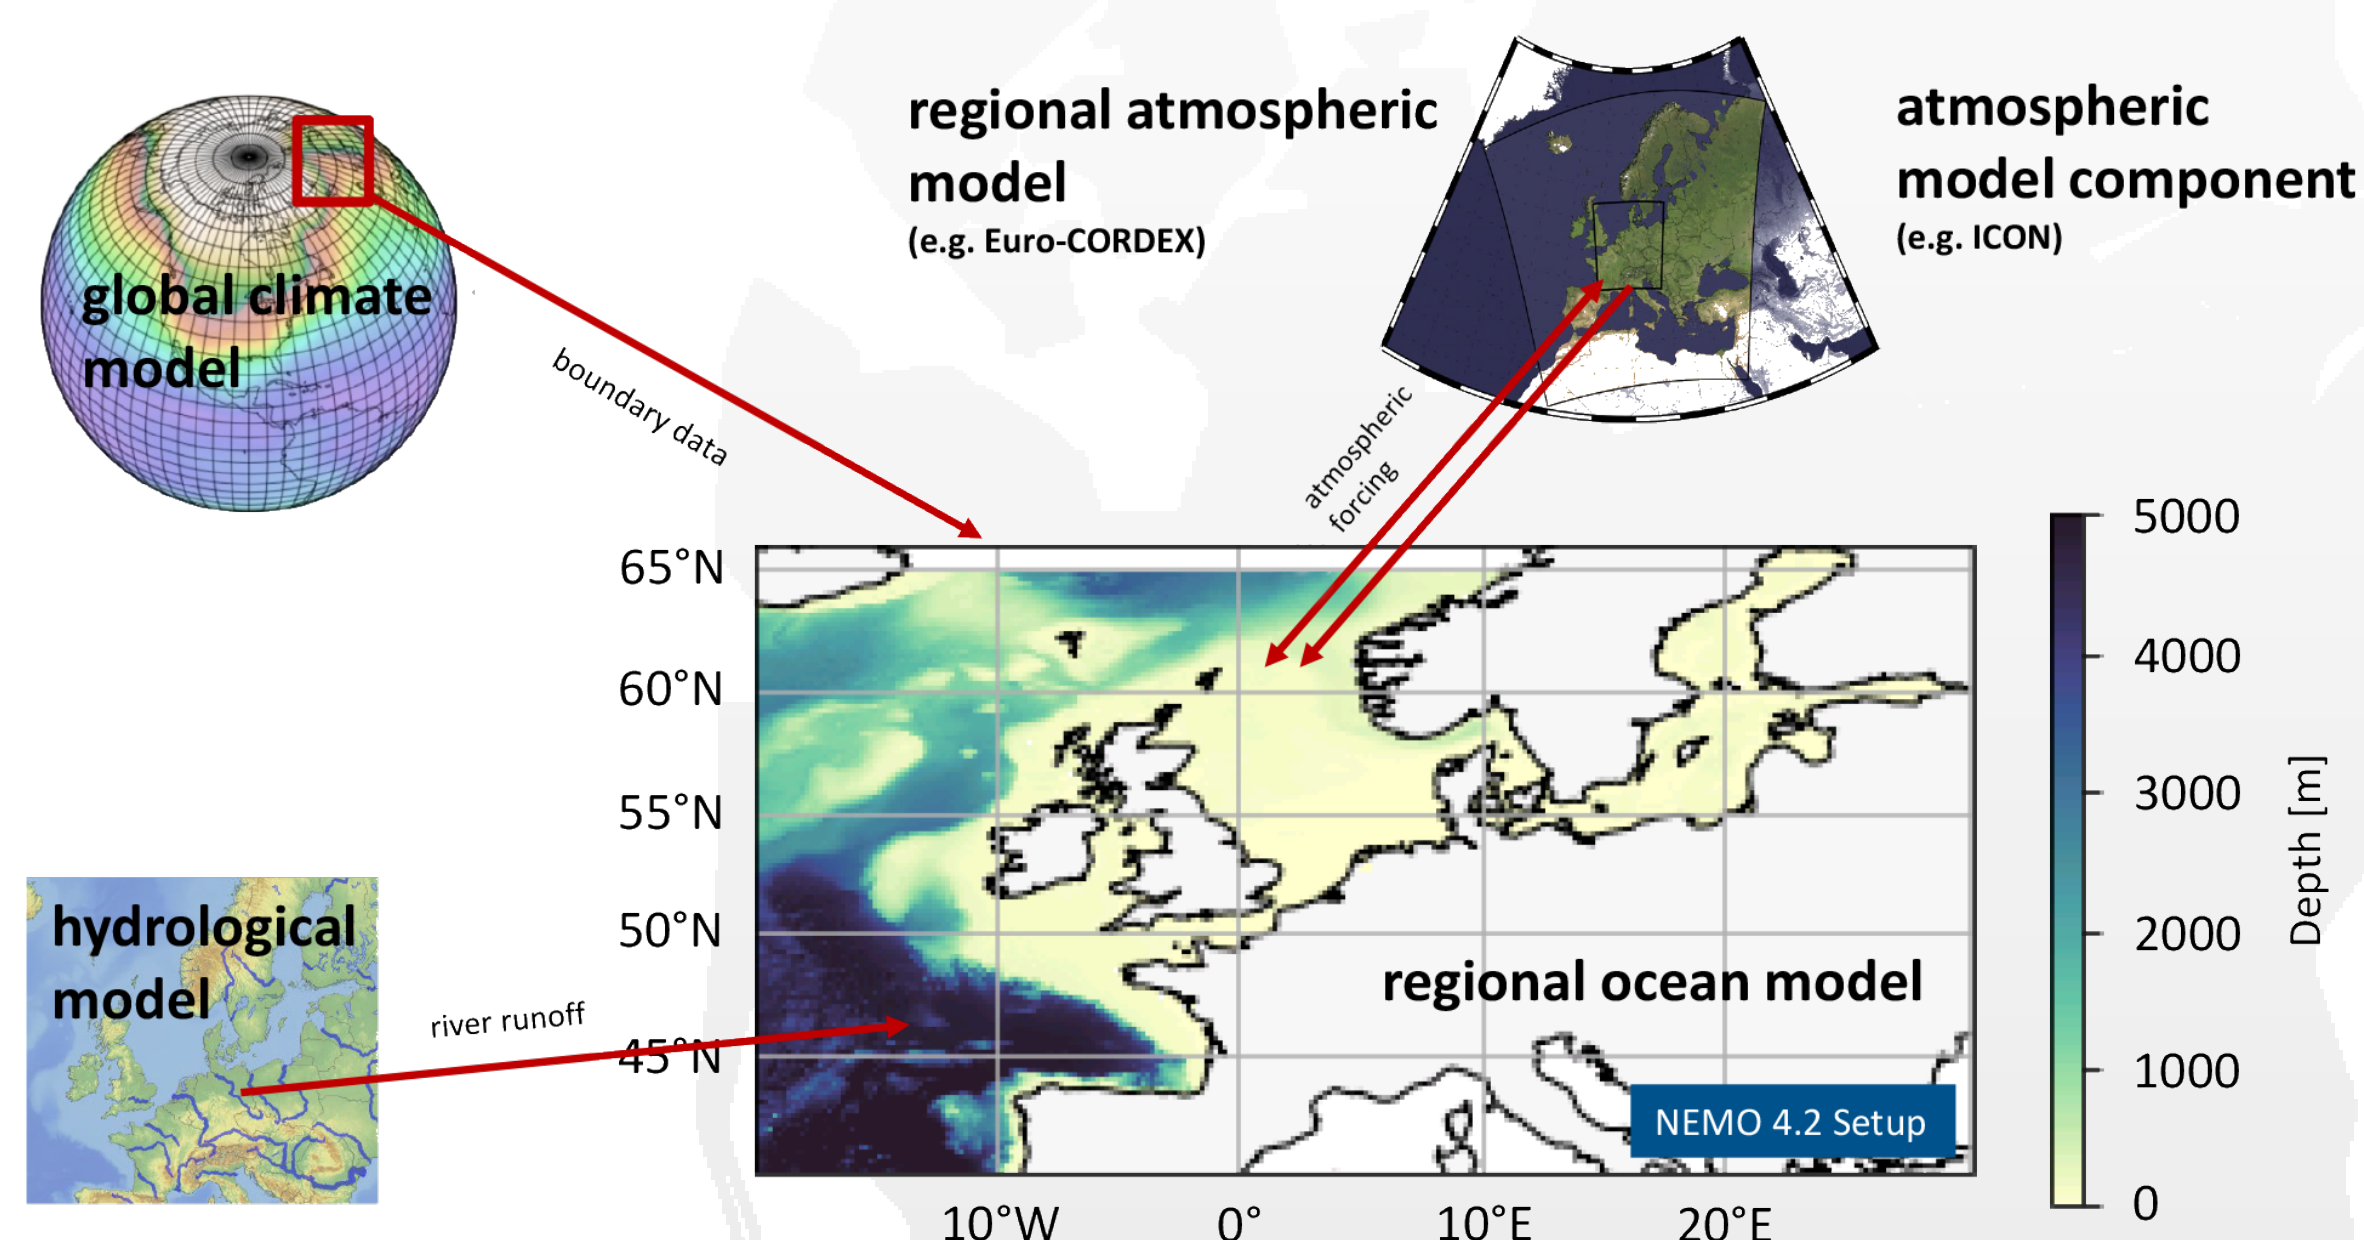 regional atmospheric
model
(e.g. Euro-CORDEX)
atmospheric
model component
(e.g. ICON)
global climate
model
boundary data
atmospheric
forcing
65°N
60°N
55°N
50°N
45°N
10°W
0°
10°E
20°E
hydrological
model
river runoff
regional ocean model
NEMO 4.2 Setup
5000
4000
3000
2000
1000
0
Depth [m]